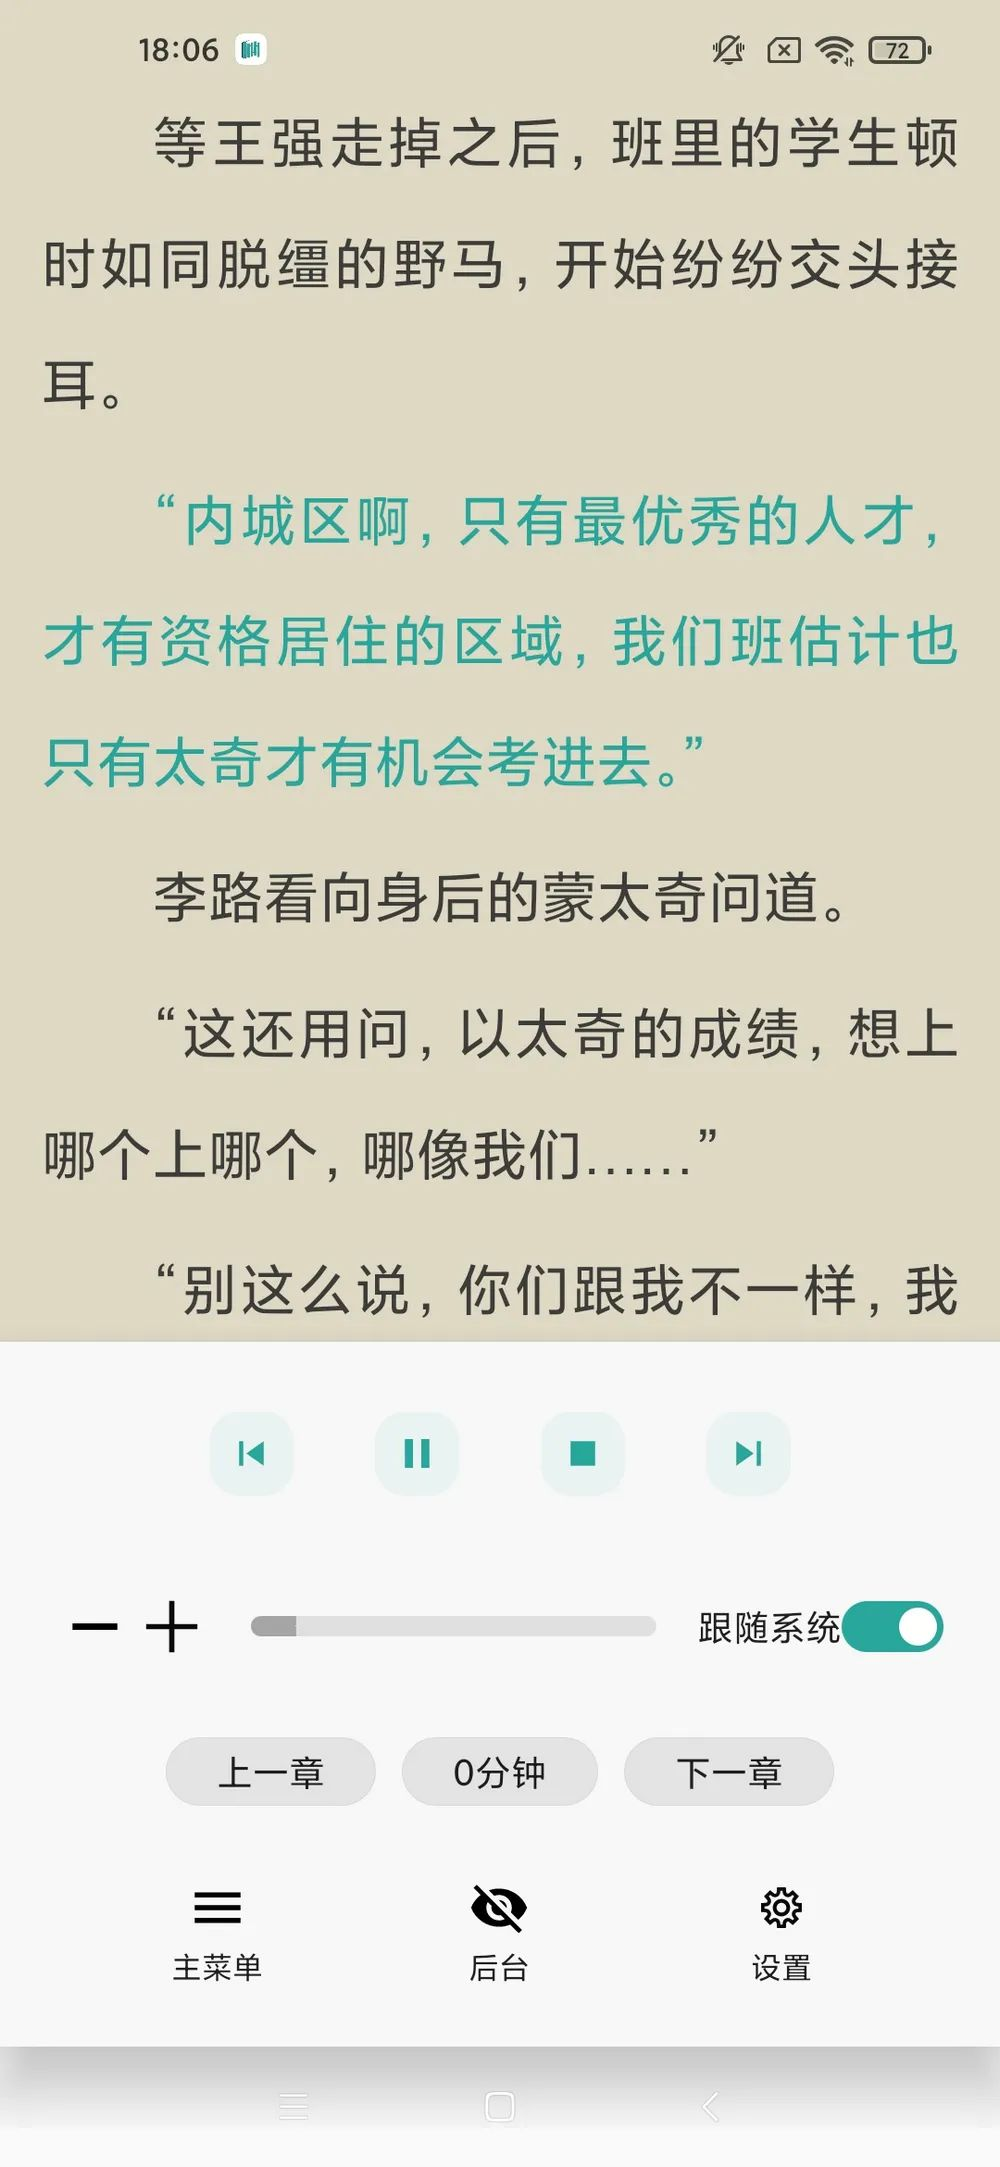 18:06
72
等王强走掉之后，班里的学生顿
时如同脱缰的野马，开始纷纷交头接
耳。
“内城区啊，只有最优秀的人才，
才有资格居住的区域，我们班估计也
只有太奇才有机会考进去。”
李路看向身后的蒙太奇问道。
“这还用问，以太奇的成绩，想上
哪个上哪个，哪像我们……”
“别这么说，你们跟我不一样，我
跟随系统
上一章 0分钟 下一章
主菜单 后台 设置